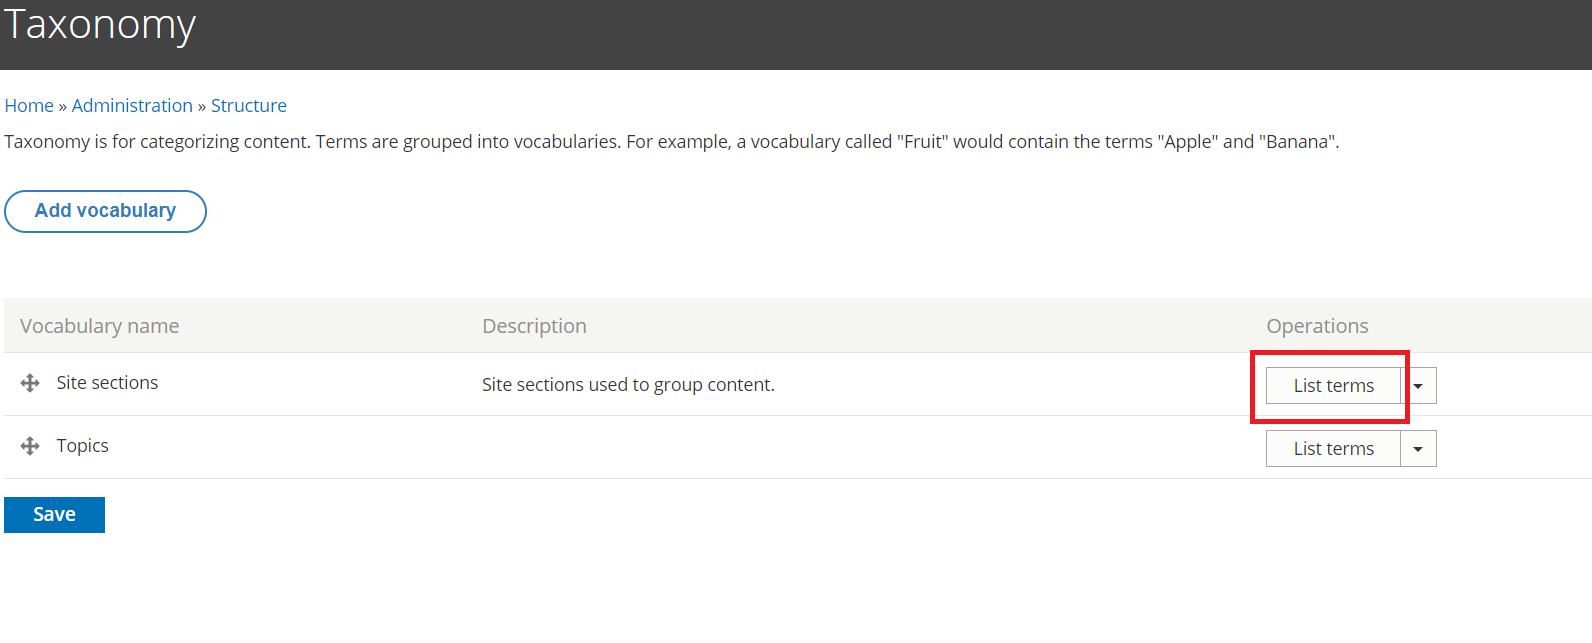 Taxonomy
Home » Administration » Structure
Taxonomy is for categorizing content. Terms are grouped into vocabularies. For example, a vocabulary called "Fruit" would contain the terms "Apple" and "Banana".
Add vocabulary
Vocabulary name Description Operations
Site sections Site sections used to group content. List terms
Topics List terms
Save